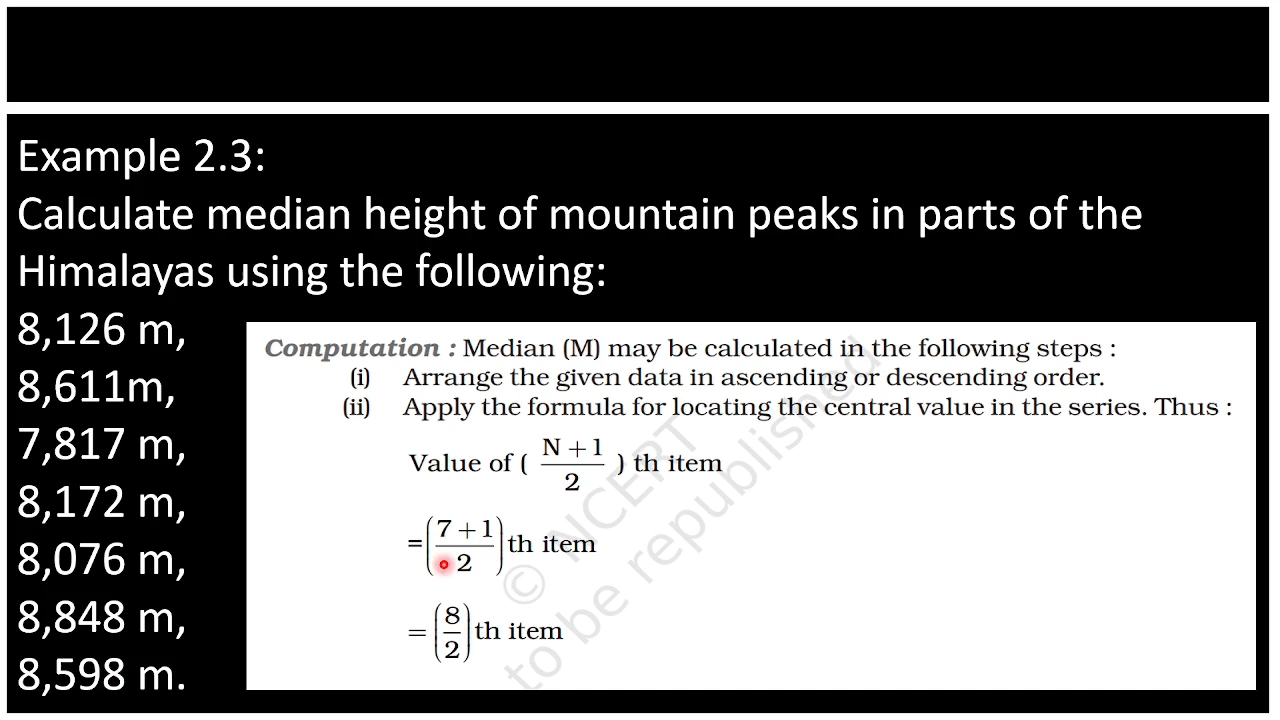 Example 2.3:
Calculate median height of mountain peaks in parts of the
Himalayas using the following:
8,126 m,
8,611m,
7,817 m,
8,172 m,
8,076 m,
8,848 m,
8,598 m.
Computation : Median (M) may be calculated in the following steps :
(i) Arrange the given data in ascending or descending order.
(ii) Apply the formula for locating the central value in the series. Thus :
Value of ( N + 1 / 2 ) th item
= ( 7 + 1 / 2 ) th item
= ( 8 / 2 ) th item
© NCERT
to be republished